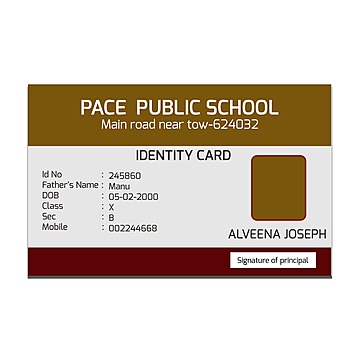 PACE PUBLIC SCHOOL
Main road near tow-624032
IDENTITY CARD
Id No : 245860
Father's Name : Manu
DOB : 05-02-2000
Class : X
Sec : B
Mobile : 002244668
ALVEENA JOSEPH
Signature of principal